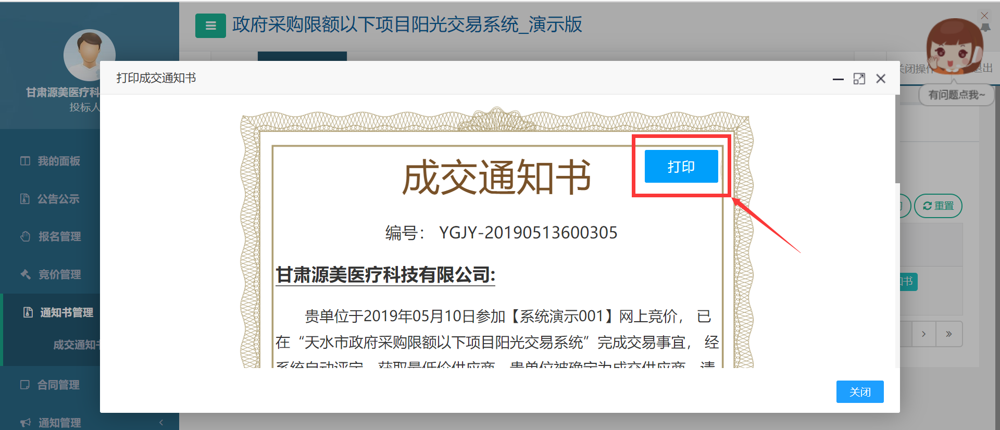 政府采购限额以下项目阳光交易系统_演示版
甘肃源美医疗科
投标人
关闭操作
退出
有问题点我~
我的面板
公告公示
报名管理
竞价管理
通知书管理
成交通知书
合同管理
通知管理
打印成交通知书
成交通知书
打印
编号： YGJY-20190513600305
甘肃源美医疗科技有限公司:
贵单位于2019年05月10日参加【系统演示001】网上竞价， 已
在“天水市政府采购限额以下项目阳光交易系统”完成交易事宜， 经
系统自动评定，获取最低价供应商，贵单位被确定为成交供应商，请
关闭
重置
知书